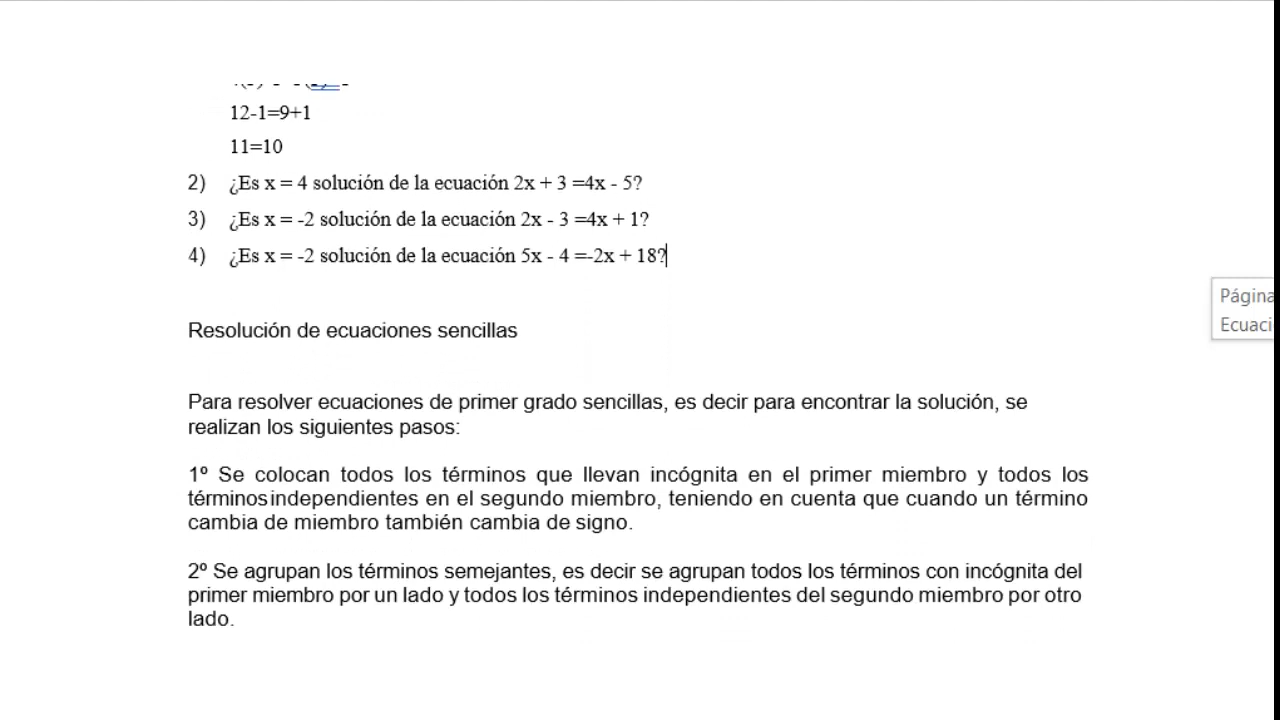 12-1=9+1
11=10
2) ¿Es x = 4 solución de la ecuación 2x + 3 =4x - 5?
3) ¿Es x = -2 solución de la ecuación 2x - 3 =4x + 1?
4) ¿Es x = -2 solución de la ecuación 5x - 4 =-2x + 18?
Página
Ecuaci
Resolución de ecuaciones sencillas
Para resolver ecuaciones de primer grado sencillas, es decir para encontrar la solución, se
realizan los siguientes pasos:
1º Se colocan todos los términos que llevan incógnita en el primer miembro y todos los
términosindependientes en el segundo miembro, teniendo en cuenta que cuando un término
cambia de miembro también cambia de signo.
2º Se agrupan los términos semejantes, es decir se agrupan todos los términos con incógnita del
primer miembro por un lado y todos los términos independientes del segundo miembro por otro
lado.